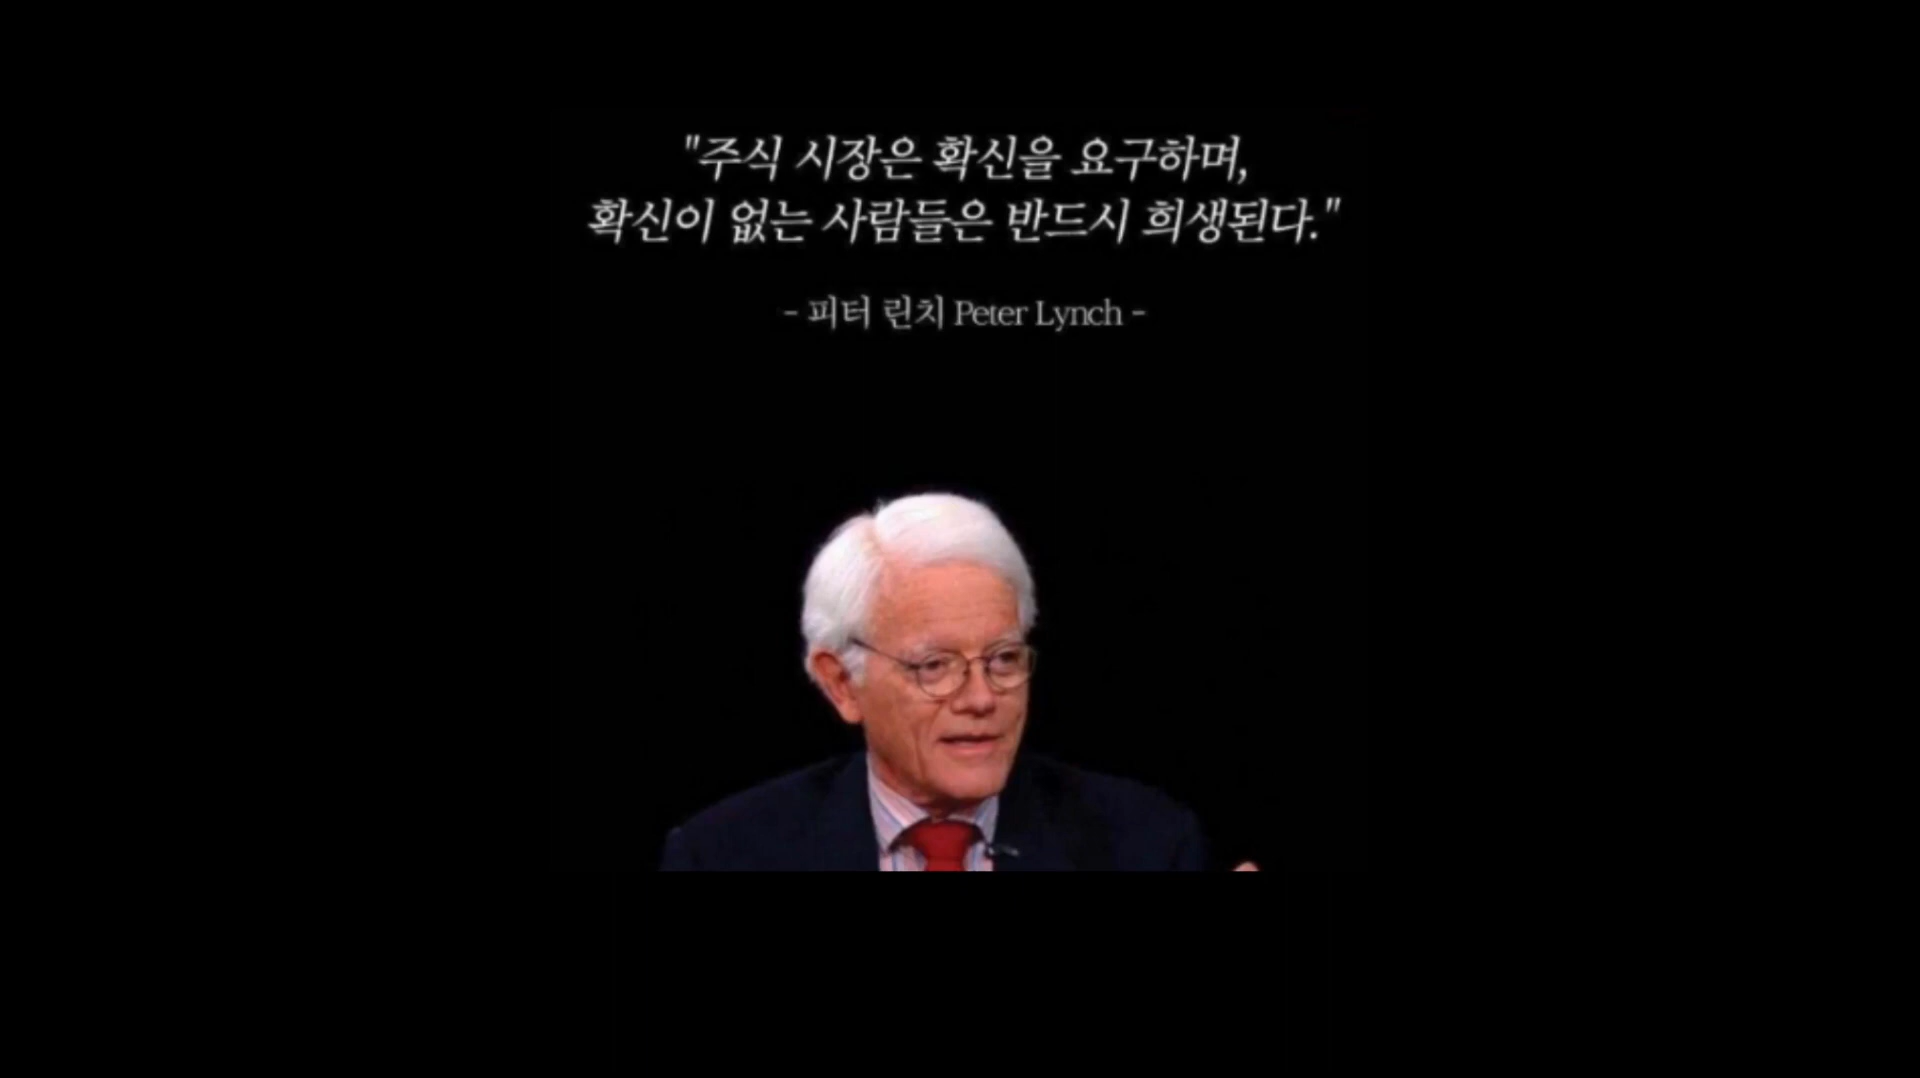 "주식 시장은 확신을 요구하며,
확신이 없는 사람들은 반드시 희생된다."
- 피터 린치 Peter Lynch -